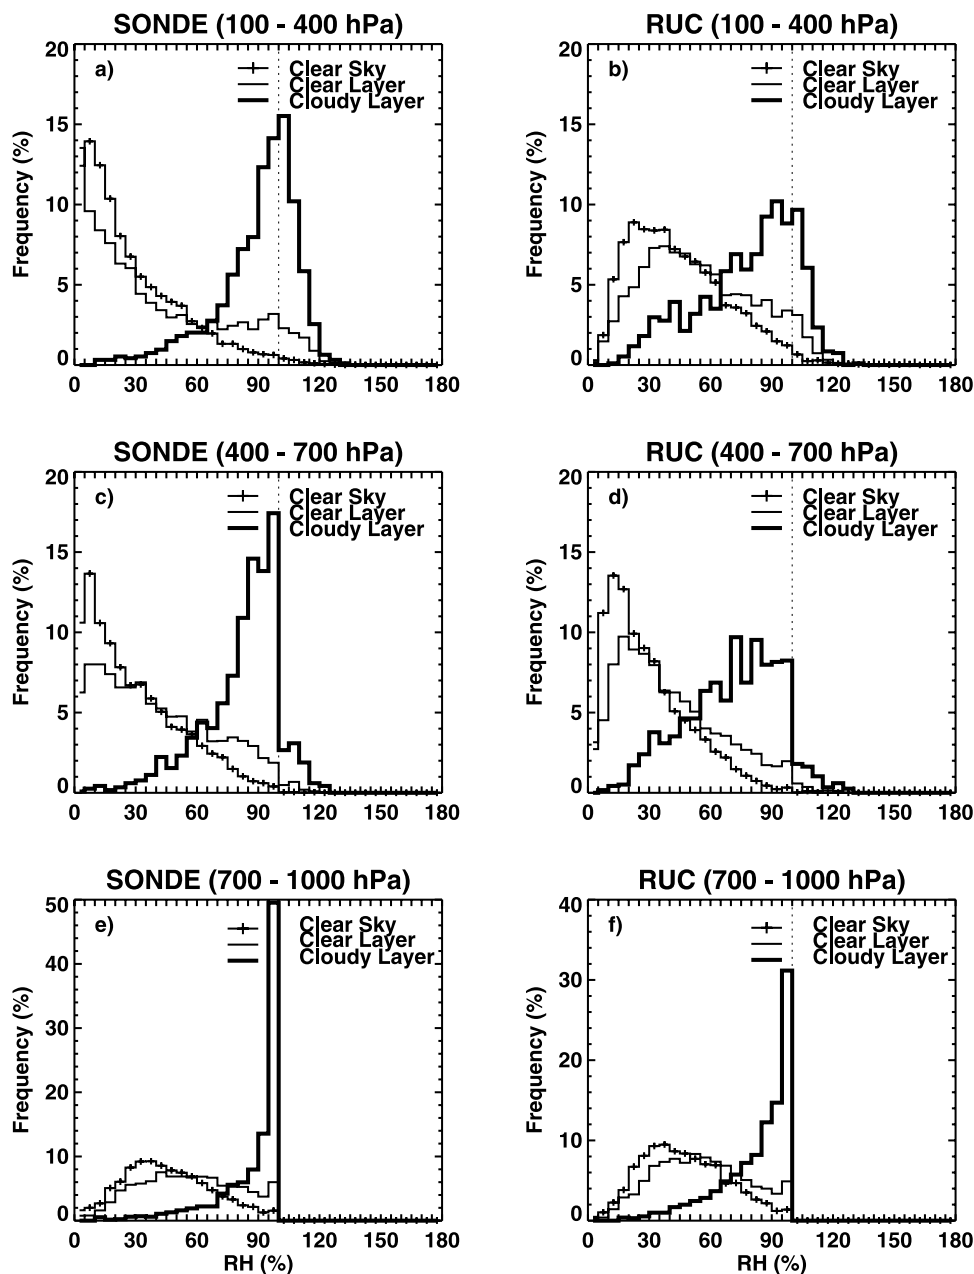 SONDE (100 - 400 hPa)
20
15
10
5
0
Frequency (%)
a)
Clear Sky
Clear Layer
Cloudy Layer
0 30 60 90 120 150 180
RUC (100 - 400 hPa)
20
15
10
5
0
Frequency (%)
b)
Clear Sky
Clear Layer
Cloudy Layer
0 30 60 90 120 150 180
SONDE (400 - 700 hPa)
20
15
10
5
0
Frequency (%)
c)
Clear Sky
Clear Layer
Cloudy Layer
0 30 60 90 120 150 180
RUC (400 - 700 hPa)
20
15
10
5
0
Frequency (%)
d)
Clear Sky
Clear Layer
Cloudy Layer
0 30 60 90 120 150 180
SONDE (700 - 1000 hPa)
50
40
30
20
10
0
Frequency (%)
e)
Clear Sky
Clear Layer
Cloudy Layer
0 30 60 90 120 150 180
RH (%)
RUC (700 - 1000 hPa)
40
30
20
10
0
Frequency (%)
f)
Clear Sky
Clear Layer
Cloudy Layer
0 30 60 90 120 150 180
RH (%)